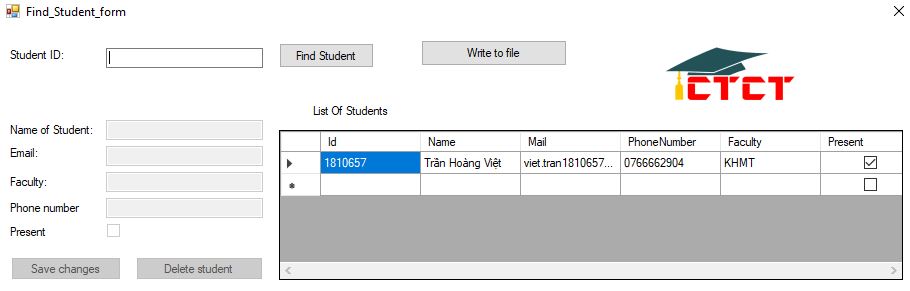 Find_Student_form
Student ID:
Find Student
Write to file
ICTCT
List Of Students
Name of Student:
Email:
Faculty:
Phone number
Present
Save changes
Delete student
Id Name Mail PhoneNumber Faculty Present
1810657 Trần Hoàng Việt viet.tran1810657... 0766662904 KHMT